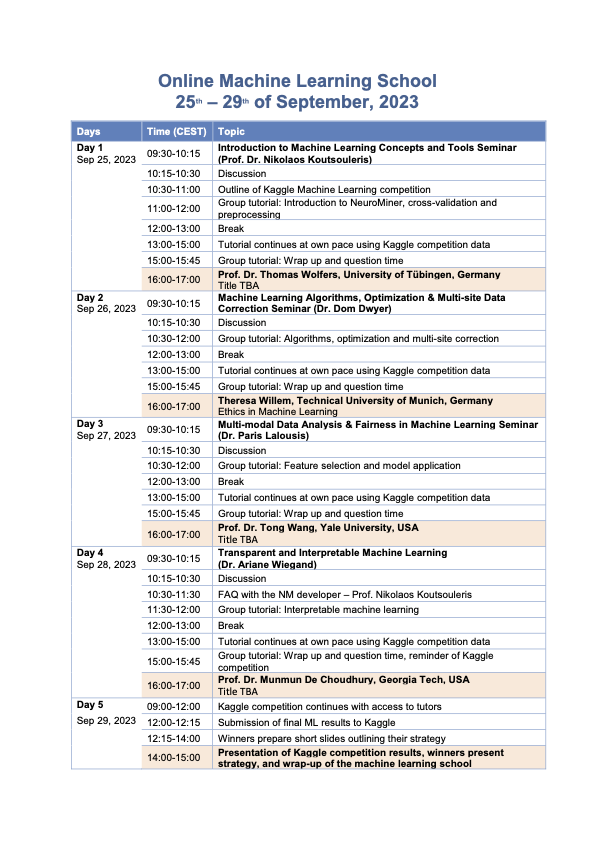 Online Machine Learning School
25th – 29th of September, 2023
Days Time (CEST) Topic
Day 1
Sep 25, 2023
09:30-10:15 Introduction to Machine Learning Concepts and Tools Seminar
(Prof. Dr. Nikolaos Koutsouleris)
10:15-10:30 Discussion
10:30-11:00 Outline of Kaggle Machine Learning competition
11:00-12:00 Group tutorial: Introduction to NeuroMiner, cross-validation and
preprocessing
12:00-13:00 Break
13:00-15:00 Tutorial continues at own pace using Kaggle competition data
15:00-15:45 Group tutorial: Wrap up and question time
16:00-17:00 Prof. Dr. Thomas Wolfers, University of Tübingen, Germany
Title TBA
Day 2
Sep 26, 2023
09:30-10:15 Machine Learning Algorithms, Optimization & Multi-site Data
Correction Seminar (Dr. Dom Dwyer)
10:15-10:30 Discussion
10:30-12:00 Group tutorial: Algorithms, optimization and multi-site correction
12:00-13:00 Break
13:00-15:00 Tutorial continues at own pace using Kaggle competition data
15:00-15:45 Group tutorial: Wrap up and question time
16:00-17:00 Theresa Willem, Technical University of Munich, Germany
Ethics in Machine Learning
Day 3
Sep 27, 2023
09:30-10:15 Multi-modal Data Analysis & Fairness in Machine Learning Seminar
(Dr. Paris Lalousis)
10:15-10:30 Discussion
10:30-12:00 Group tutorial: Feature selection and model application
12:00-13:00 Break
13:00-15:00 Tutorial continues at own pace using Kaggle competition data
15:00-15:45 Group tutorial: Wrap up and question time
16:00-17:00 Prof. Dr. Tong Wang, Yale University, USA
Title TBA
Day 4
Sep 28, 2023
09:30-10:15 Transparent and Interpretable Machine Learning
(Dr. Ariane Wiegand)
10:15-10:30 Discussion
10:30-11:30 FAQ with the NM developer – Prof. Nikolaos Koutsouleris
11:30-12:00 Group tutorial: Interpretable machine learning
12:00-13:00 Break
13:00-15:00 Tutorial continues at own pace using Kaggle competition data
15:00-15:45 Group tutorial: Wrap up and question time, reminder of Kaggle
competition
16:00-17:00 Prof. Dr. Munmun De Choudhury, Georgia Tech, USA
Title TBA
Day 5
Sep 29, 2023
09:00-12:00 Kaggle competition continues with access to tutors
12:00-12:15 Submission of final ML results to Kaggle
12:15-14:00 Winners prepare short slides outlining their strategy
14:00-15:00 Presentation of Kaggle competition results, winners present
strategy, and wrap-up of the machine learning school